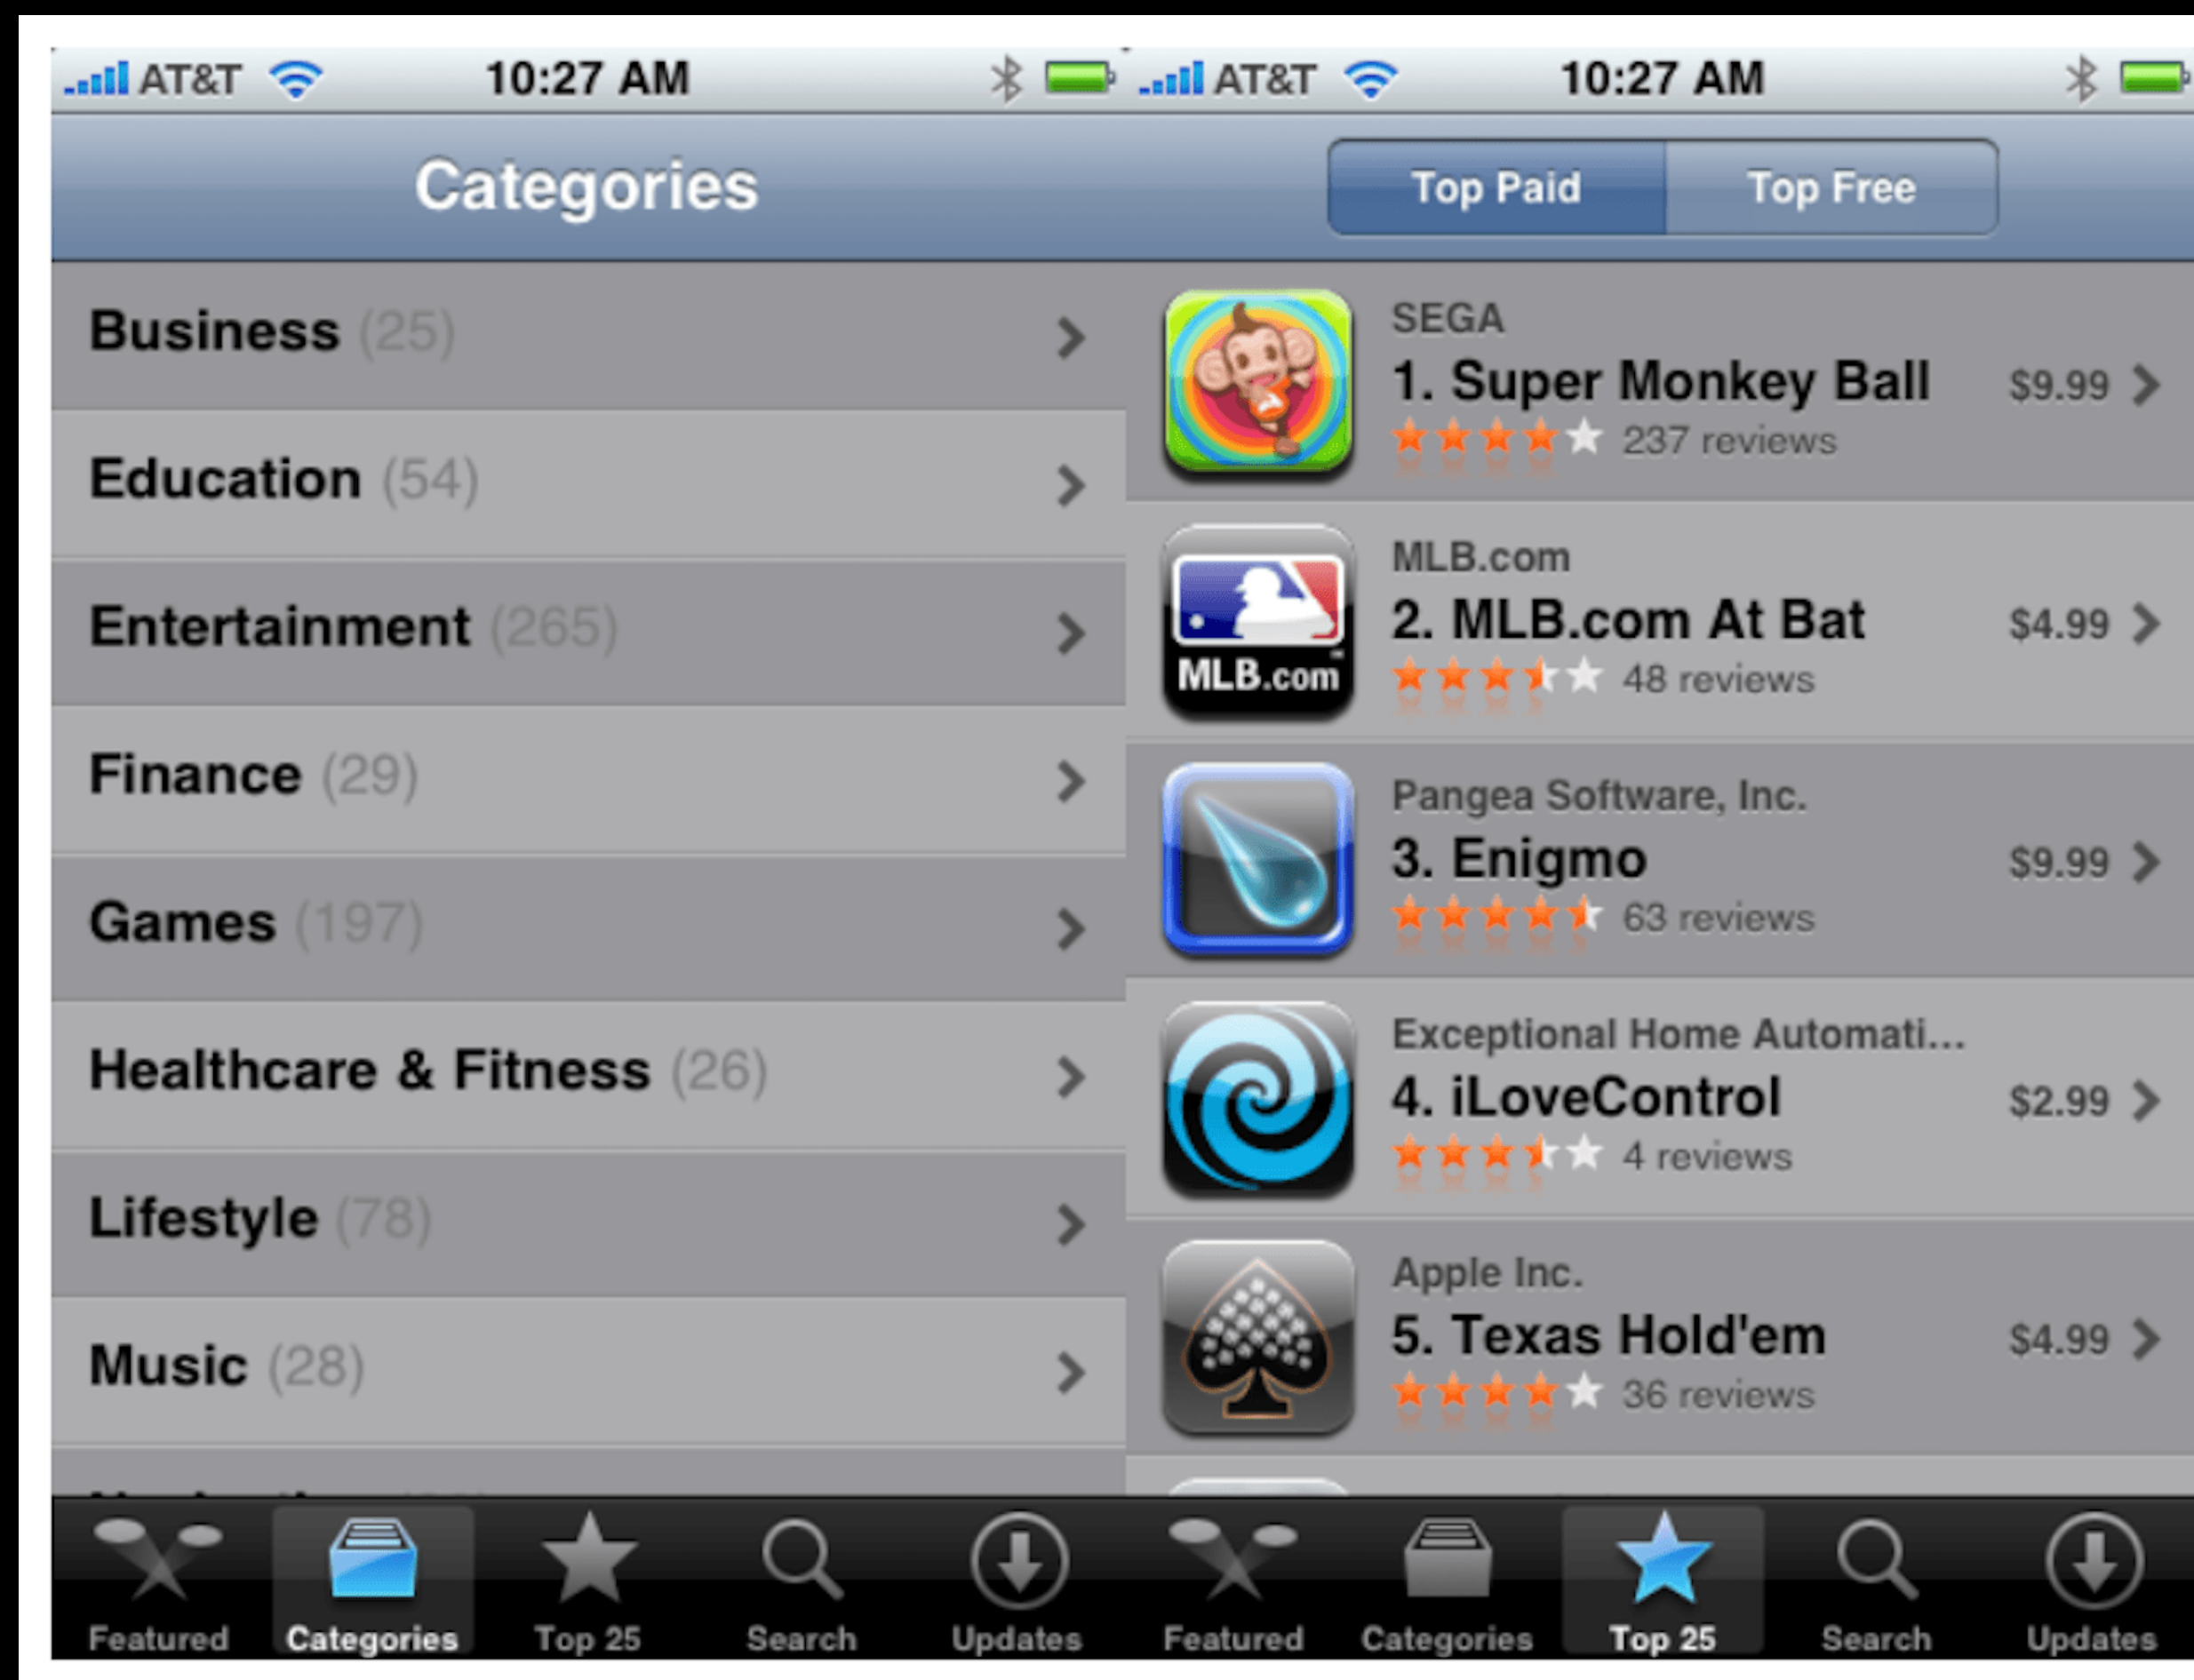 AT&T 10:27 AM
Categories
Business (25)
Education (54)
Entertainment (265)
Finance (29)
Games (197)
Healthcare & Fitness (26)
Lifestyle (78)
Music (28)
Featured Categories Top 25 Search Updates
AT&T 10:27 AM
Top Paid Top Free
SEGA
1. Super Monkey Ball $9.99
237 reviews
MLB.com
MLB.com
2. MLB.com At Bat $4.99
48 reviews
Pangea Software, Inc.
3. Enigmo $9.99
63 reviews
Exceptional Home Automati...
4. iLoveControl $2.99
4 reviews
Apple Inc.
5. Texas Hold'em $4.99
36 reviews
Featured Categories Top 25 Search Updates